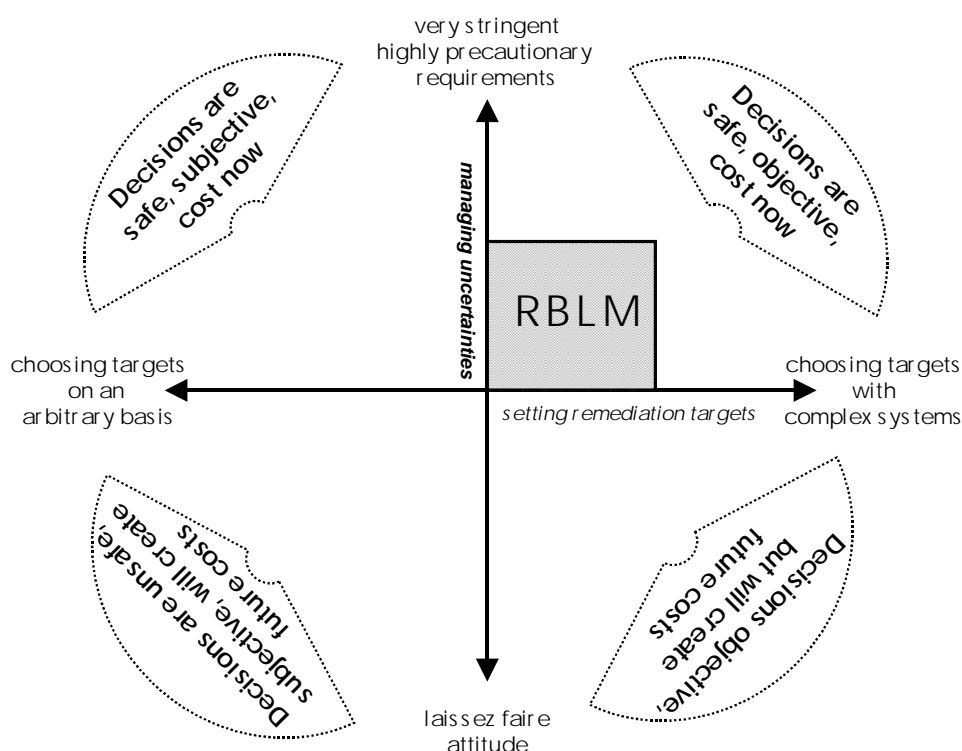 very stringent
highly precautionary
requirements
Decisions are
safe, subjective,
cost now
Decisions are
safe, objective,
cost now
managing uncertainties
RBLM
choosing targets
on an
arbitrary basis
choosing targets
with
complex systems
setting remediation targets
Decisions are unsafe,
subjective, will create
future costs
Decisions objective,
but will create
future costs
laissez faire
attitude